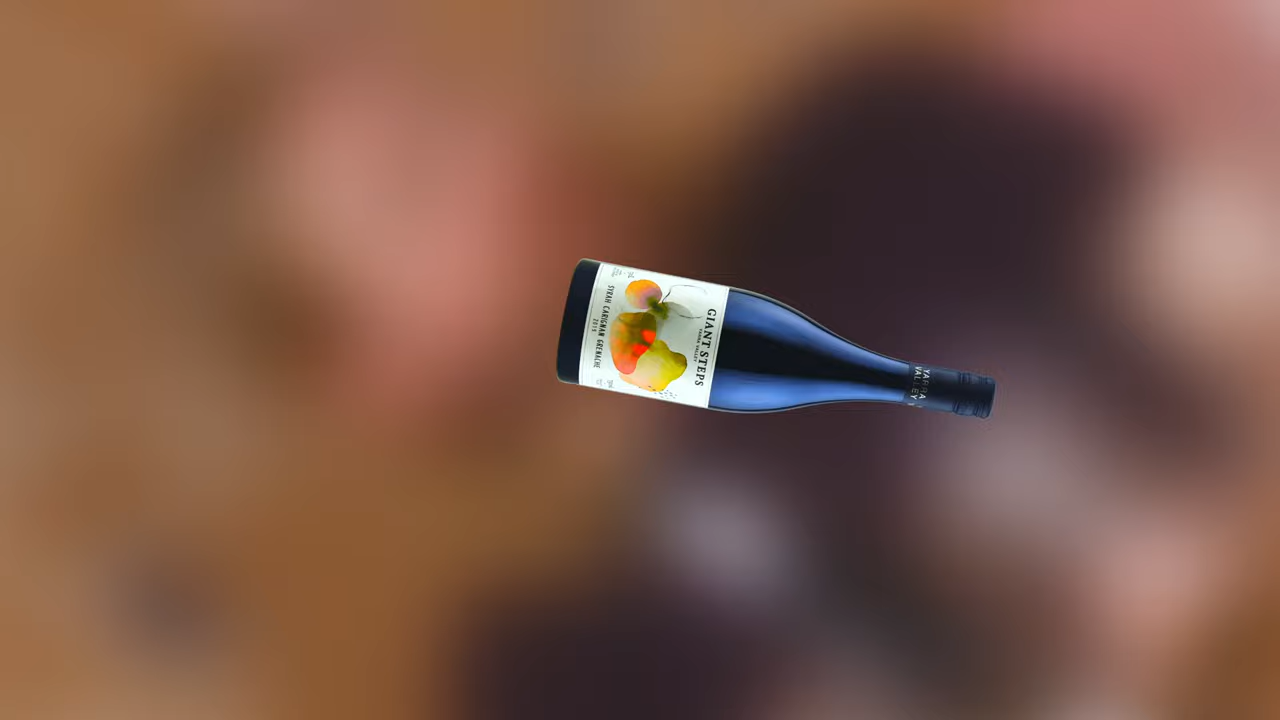 GIANT STEPS
YARRA VALLEY
SYRAH CARIGNAN GRENACHE
2019
YARRA
VALLEY